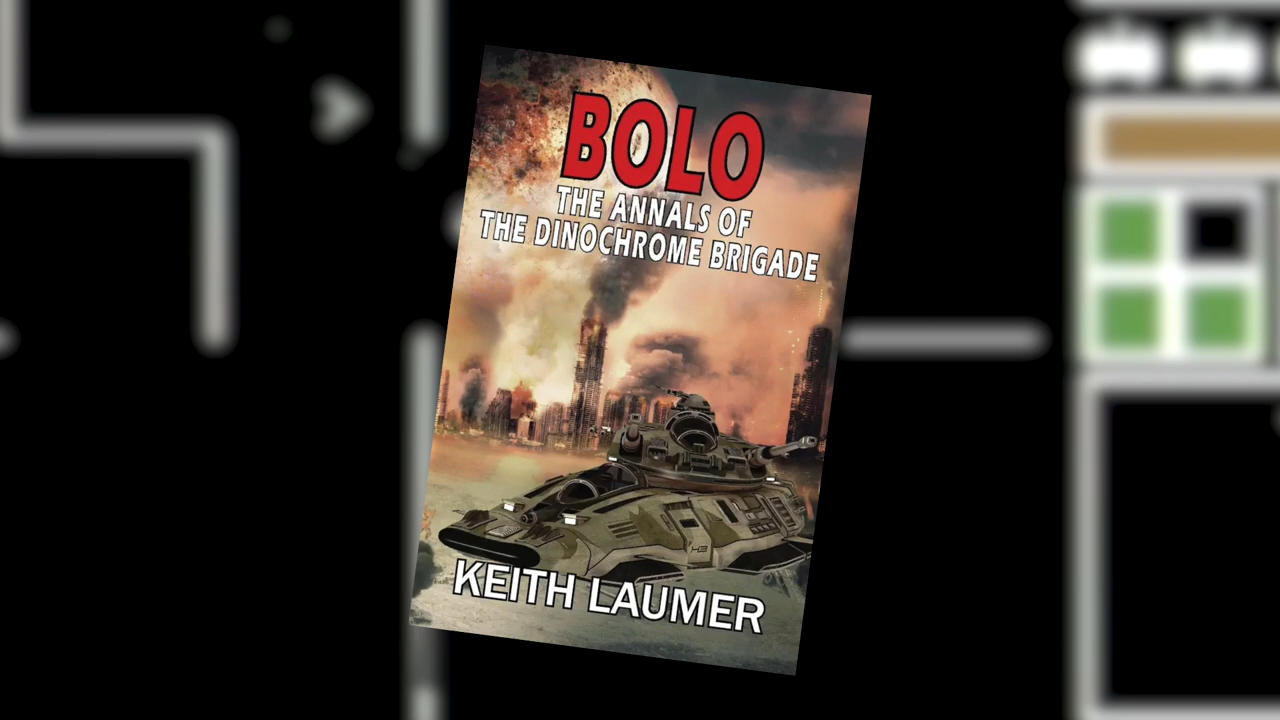 BOLO
THE ANNALS OF
THE DINOCHROME BRIGADE
KEITH LAUMER